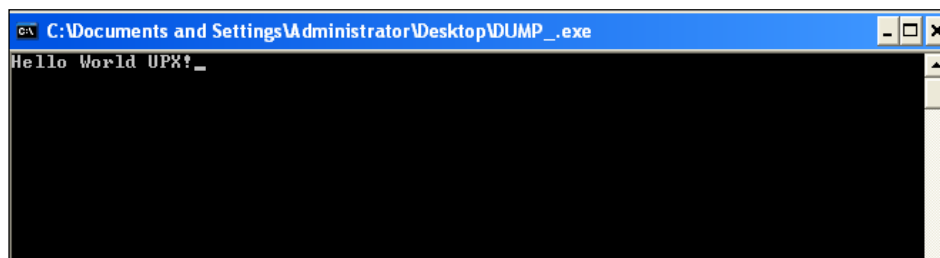 C:\Documents and Settings\Administrator\Desktop\DUMP_.exe
Hello World UPX!_